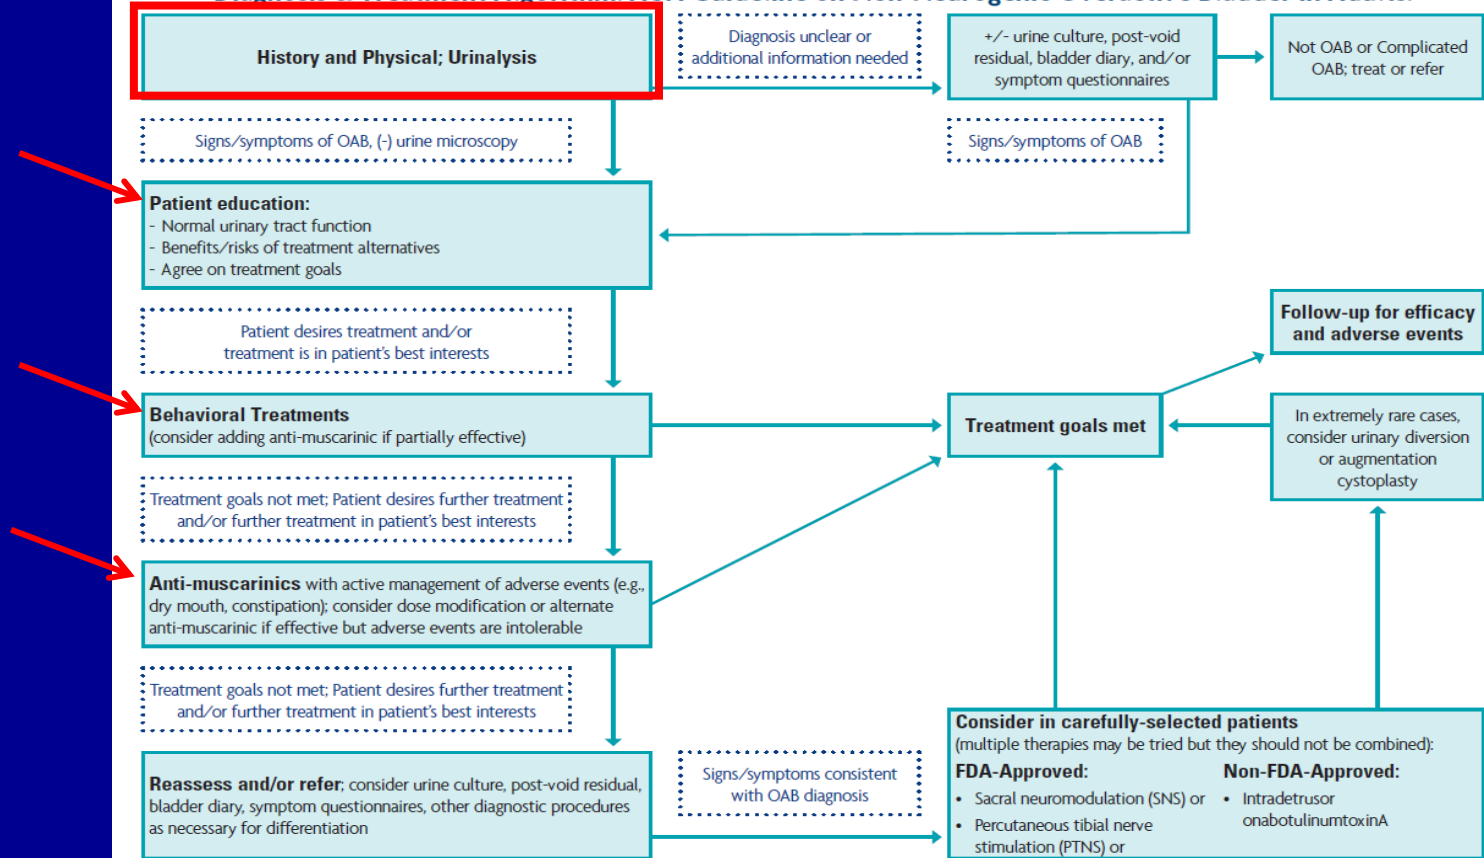 History and Physical; Urinalysis
Diagnosis unclear or
additional information needed
+/- urine culture, post-void
residual, bladder diary, and/or
symptom questionnaires
Not OAB or Complicated
OAB; treat or refer
Signs/symptoms of OAB, (-) urine microscopy
Signs/symptoms of OAB
Patient education:
- Normal urinary tract function
- Benefits/risks of treatment alternatives
- Agree on treatment goals
Patient desires treatment and/or
treatment is in patient's best interests
Follow-up for efficacy
and adverse events
Behavioral Treatments
(consider adding anti-muscarinic if partially effective)
Treatment goals met
In extremely rare cases,
consider urinary diversion
or augmentation
cystoplasty
Treatment goals not met; Patient desires further treatment
and/or further treatment in patient's best interests
Anti-muscarinics with active management of adverse events (e.g.,
dry mouth, constipation); consider dose modification or alternate
anti-muscarinic if effective but adverse events are intolerable
Treatment goals not met; Patient desires further treatment
and/or further treatment in patient's best interests
Reassess and/or refer; consider urine culture, post-void residual,
bladder diary, symptom questionnaires, other diagnostic procedures
as necessary for differentiation
Signs/symptoms consistent
with OAB diagnosis
Consider in carefully-selected patients
(multiple therapies may be tried but they should not be combined):
FDA-Approved:
• Sacral neuromodulation (SNS) or
• Percutaneous tibial nerve
stimulation (PTNS) or
Non-FDA-Approved:
• Intradetrusor
onabotulinumtoxinA